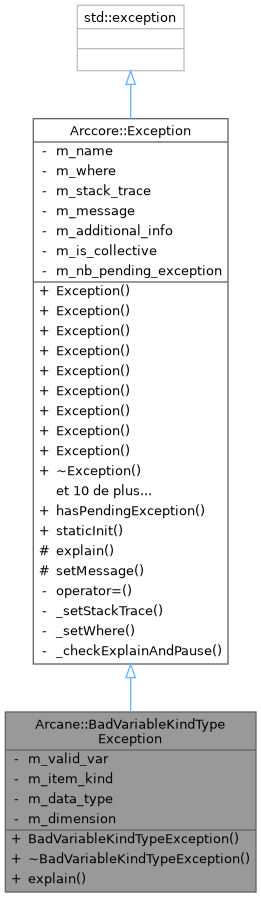 std::exception
Arccore::Exception
- m_name
- m_where
- m_stack_trace
- m_message
- m_additional_info
- m_is_collective
- m_nb_pending_exception
+ Exception()
+ Exception()
+ Exception()
+ Exception()
+ Exception()
+ Exception()
+ Exception()
+ Exception()
+ Exception()
+ ~Exception()
et 10 de plus...
+ hasPendingException()
+ staticInit()
# explain()
# setMessage()
- operator=()
- _setStackTrace()
- _setWhere()
- _checkExplainAndPause()
Arcane::BadVariableKindType
Exception
- m_valid_var
- m_item_kind
- m_data_type
- m_dimension
+ BadVariableKindTypeException()
+ ~BadVariableKindTypeException()
+ explain()